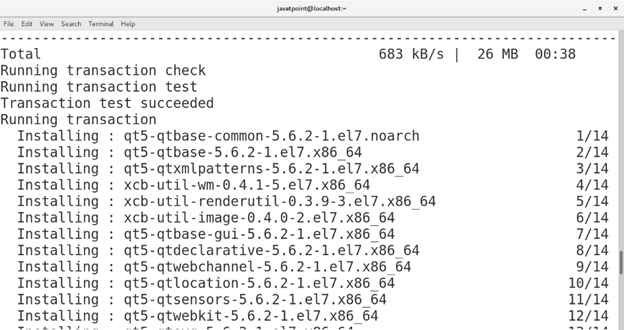 javatpoint@localhost:~
File Edit View Search Terminal Help
--------------------------------------------------------------------------------
Total 683 kB/s | 26 MB 00:38
Running transaction check
Running transaction test
Transaction test succeeded
Running transaction
Installing : qt5-qtbase-common-5.6.2-1.el7.noarch 1/14
Installing : qt5-qtbase-5.6.2-1.el7.x86_64 2/14
Installing : qt5-qtxmlpatterns-5.6.2-1.el7.x86_64 3/14
Installing : xcb-util-wm-0.4.1-5.el7.x86_64 4/14
Installing : xcb-util-renderutil-0.3.9-3.el7.x86_64 5/14
Installing : xcb-util-image-0.4.0-2.el7.x86_64 6/14
Installing : qt5-qtbase-gui-5.6.2-1.el7.x86_64 7/14
Installing : qt5-qtdeclarative-5.6.2-1.el7.x86_64 8/14
Installing : qt5-qtwebchannel-5.6.2-1.el7.x86_64 9/14
Installing : qt5-qtlocation-5.6.2-1.el7.x86_64 10/14
Installing : qt5-qtsensors-5.6.2-1.el7.x86_64 11/14
Installing : qt5-qtwebkit-5.6.2-1.el7.x86_64 12/14